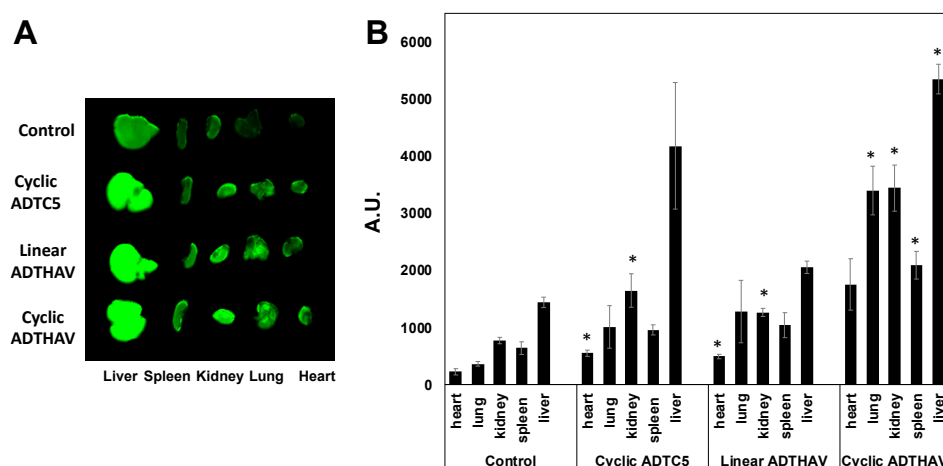 A
Control
Cyclic
ADTC5
Linear
ADTHAV
Cyclic
ADTHAV
Liver Spleen Kidney Lung Heart
B
A.U.
6000
5000
4000
3000
2000
1000
0
* * * * * * * *
heart lung kidney spleen liver heart lung kidney spleen liver heart lung kidney spleen liver heart lung kidney spleen liver
Control Cyclic ADTC5 Linear ADTHAV Cyclic ADTHAV